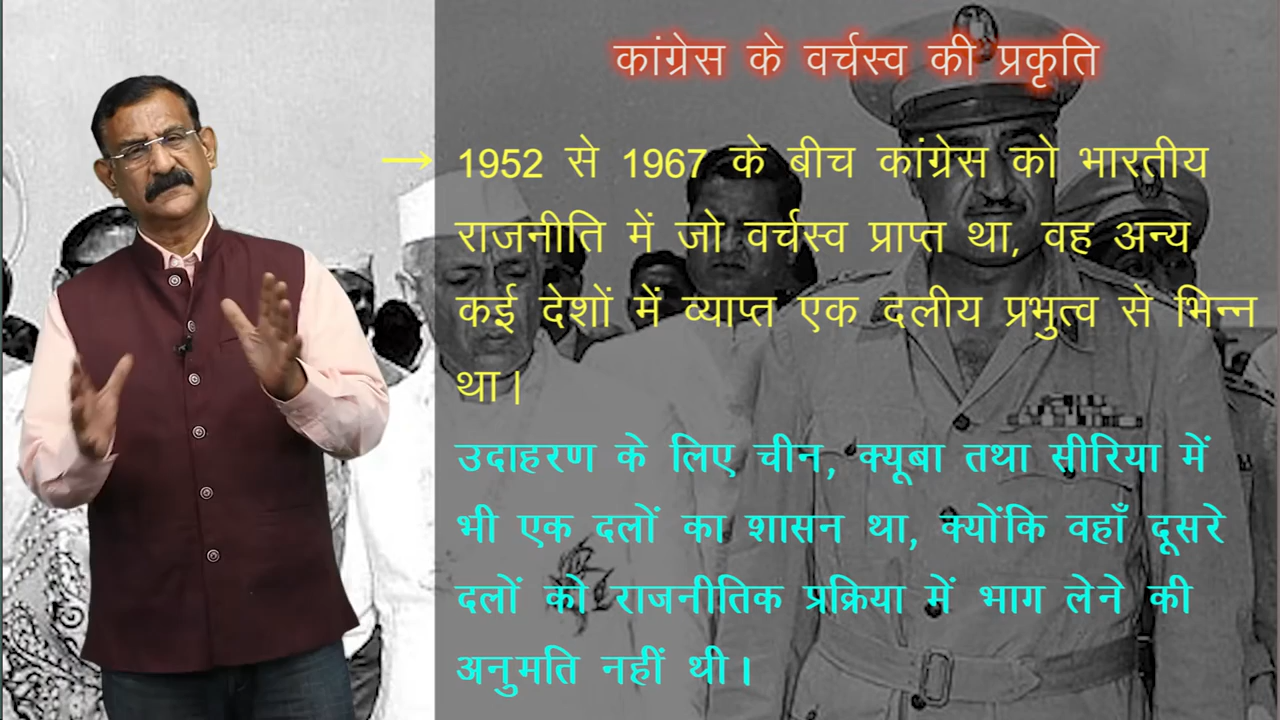 कांग्रेस के वर्चस्व की प्रकृति
→ 1952 से 1967 के बीच कांग्रेस को भारतीय
राजनीति में जो वर्चस्व प्राप्त था, वह अन्य
कई देशों में व्याप्त एक दलीय प्रभुत्व से भिन्न
था।
उदाहरण के लिए चीन, क्यूबा तथा सीरिया में
भी एक दलों का शासन था, क्योंकि वहाँ दूसरे
दलों को राजनीतिक प्रक्रिया में भाग लेने की
अनुमति नहीं थी।